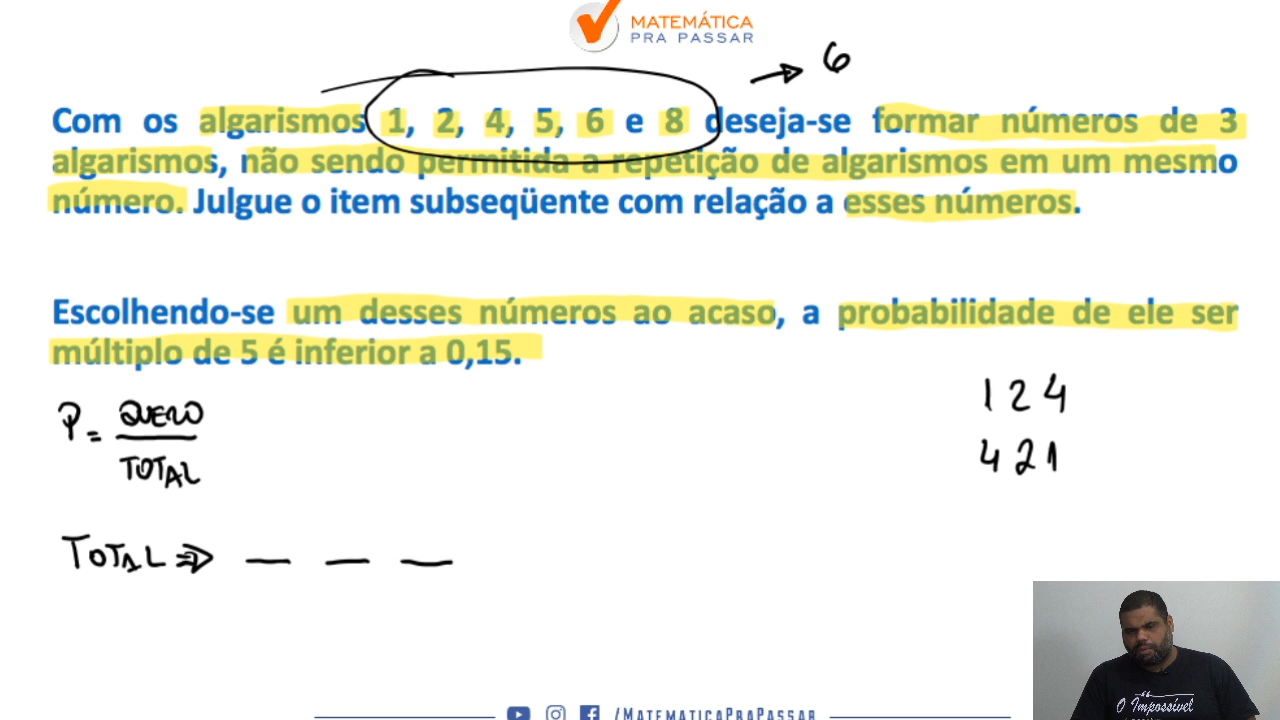 MATEMÁTICA
PRA PASSAR
6
Com os algarismos 1, 2, 4, 5, 6 e 8 deseja-se formar números de 3
algarismos, não sendo permitida a repetição de algarismos em um mesmo
número. Julgue o item subseqüente com relação a esses números.
Escolhendo-se um desses números ao acaso, a probabilidade de ele ser
múltiplo de 5 é inferior a 0,15.
P = QUERO
TOTAL
1 2 4
4 2 1
TOTAL ⇒ _ _ _
“ O Impossível
/MATEMATICAPRAPASSAR